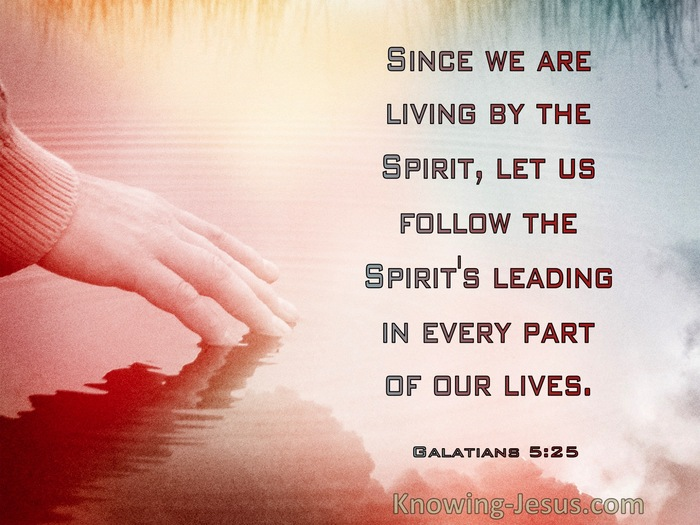 Since we are
living by the
Spirit, let us
follow the
Spirit's leading
in every part
of our lives.
Galatians 5:25
Knowing-Jesus.com